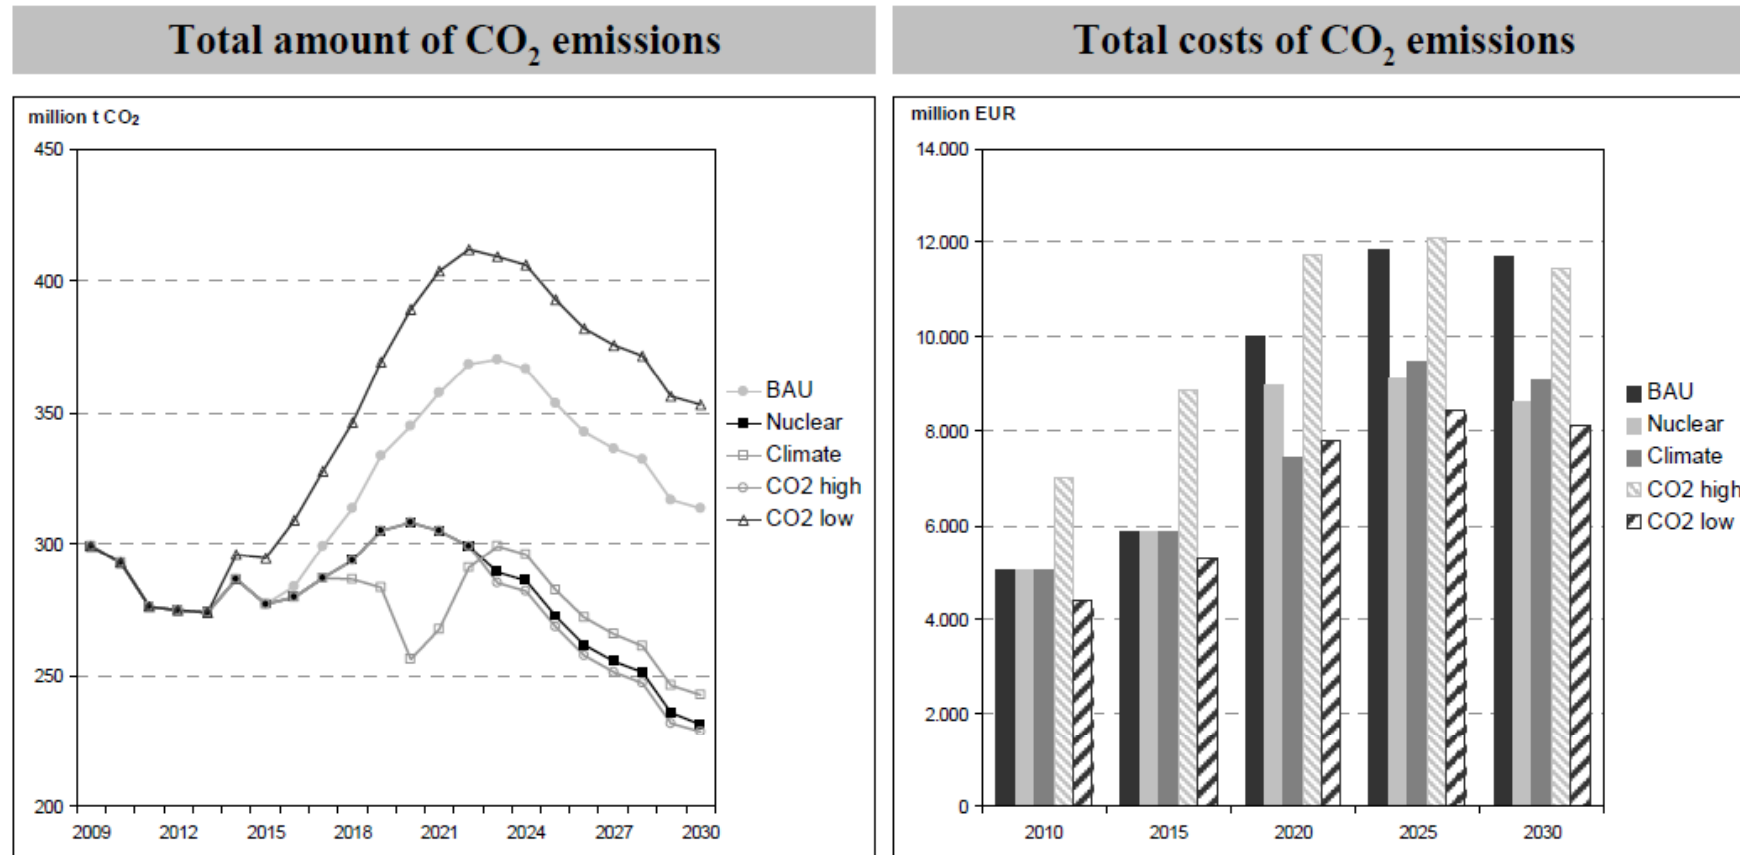 Total amount of CO₂ emissions
Total costs of CO₂ emissions
million t CO₂
450
400
350
300
250
200
2009 2012 2015 2018 2021 2024 2027 2030
BAU
Nuclear
Climate
CO2 high
CO2 low
million EUR
14.000
12.000
10.000
8.000
6.000
4.000
2.000
0
2010 2015 2020 2025 2030
BAU
Nuclear
Climate
CO2 high
CO2 low